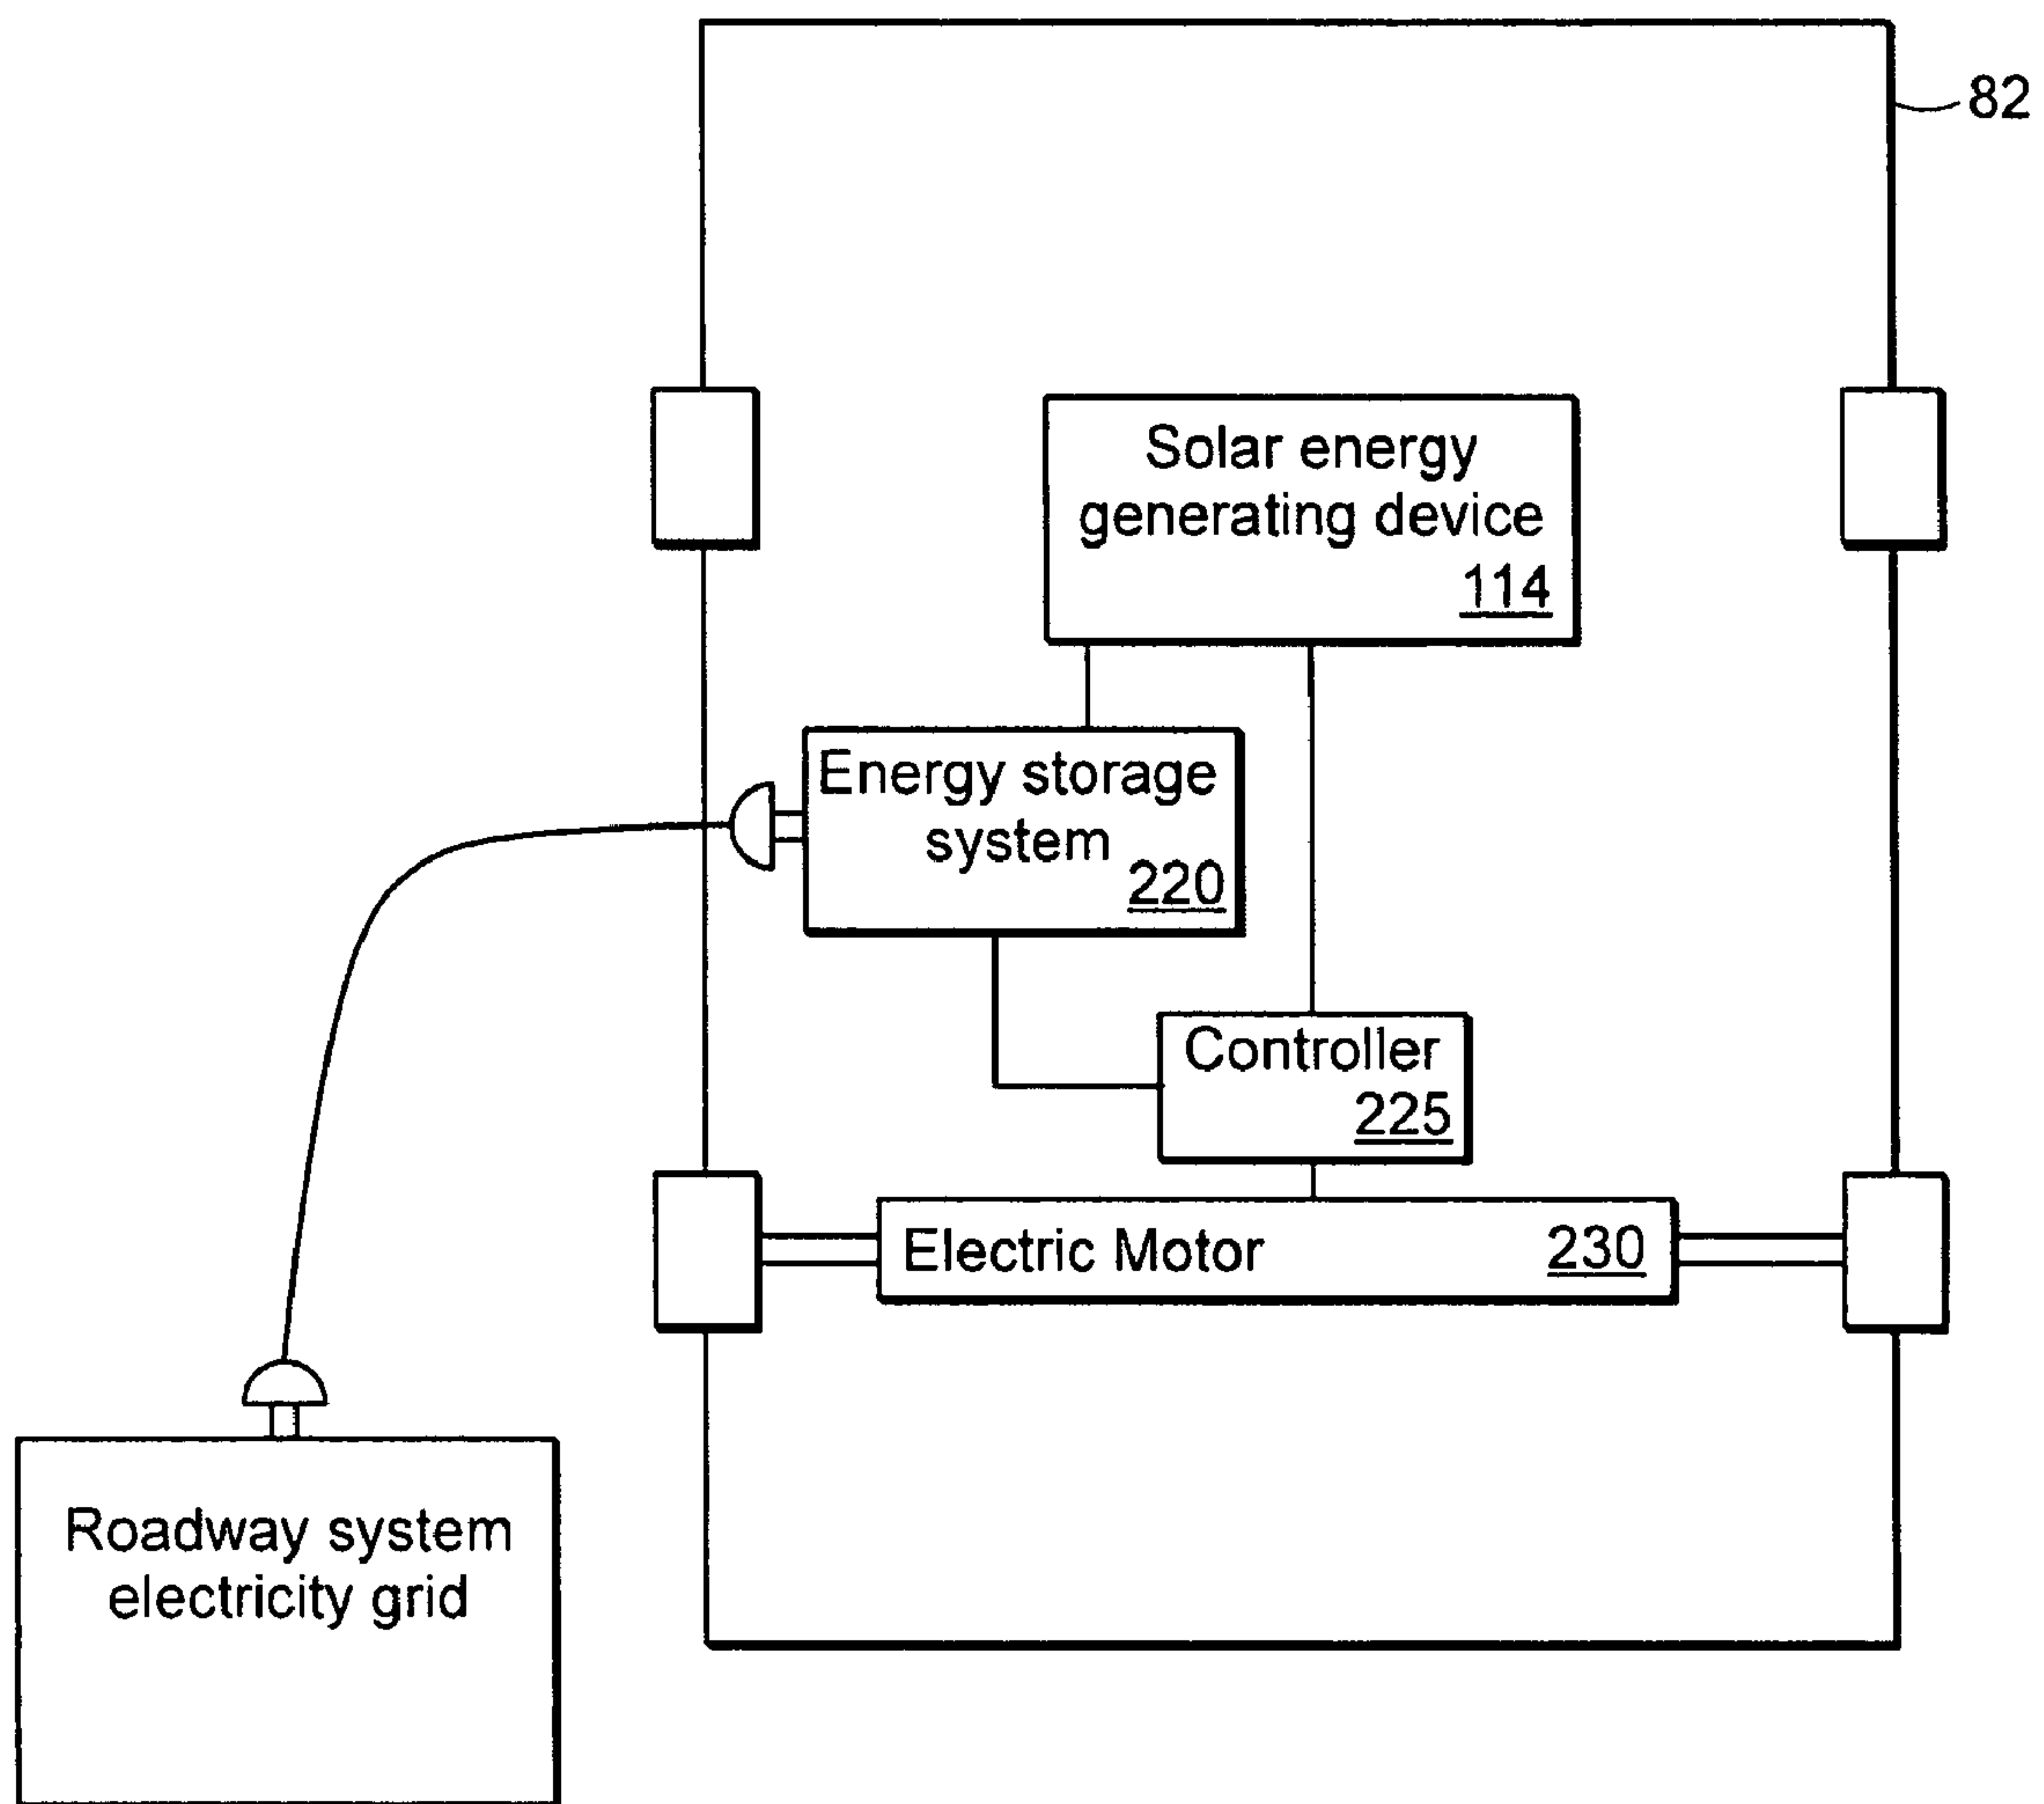 82
Solar energy
generating device
114
Energy storage
system
220
Controller
225
Electric Motor 230
Roadway system
electricity grid